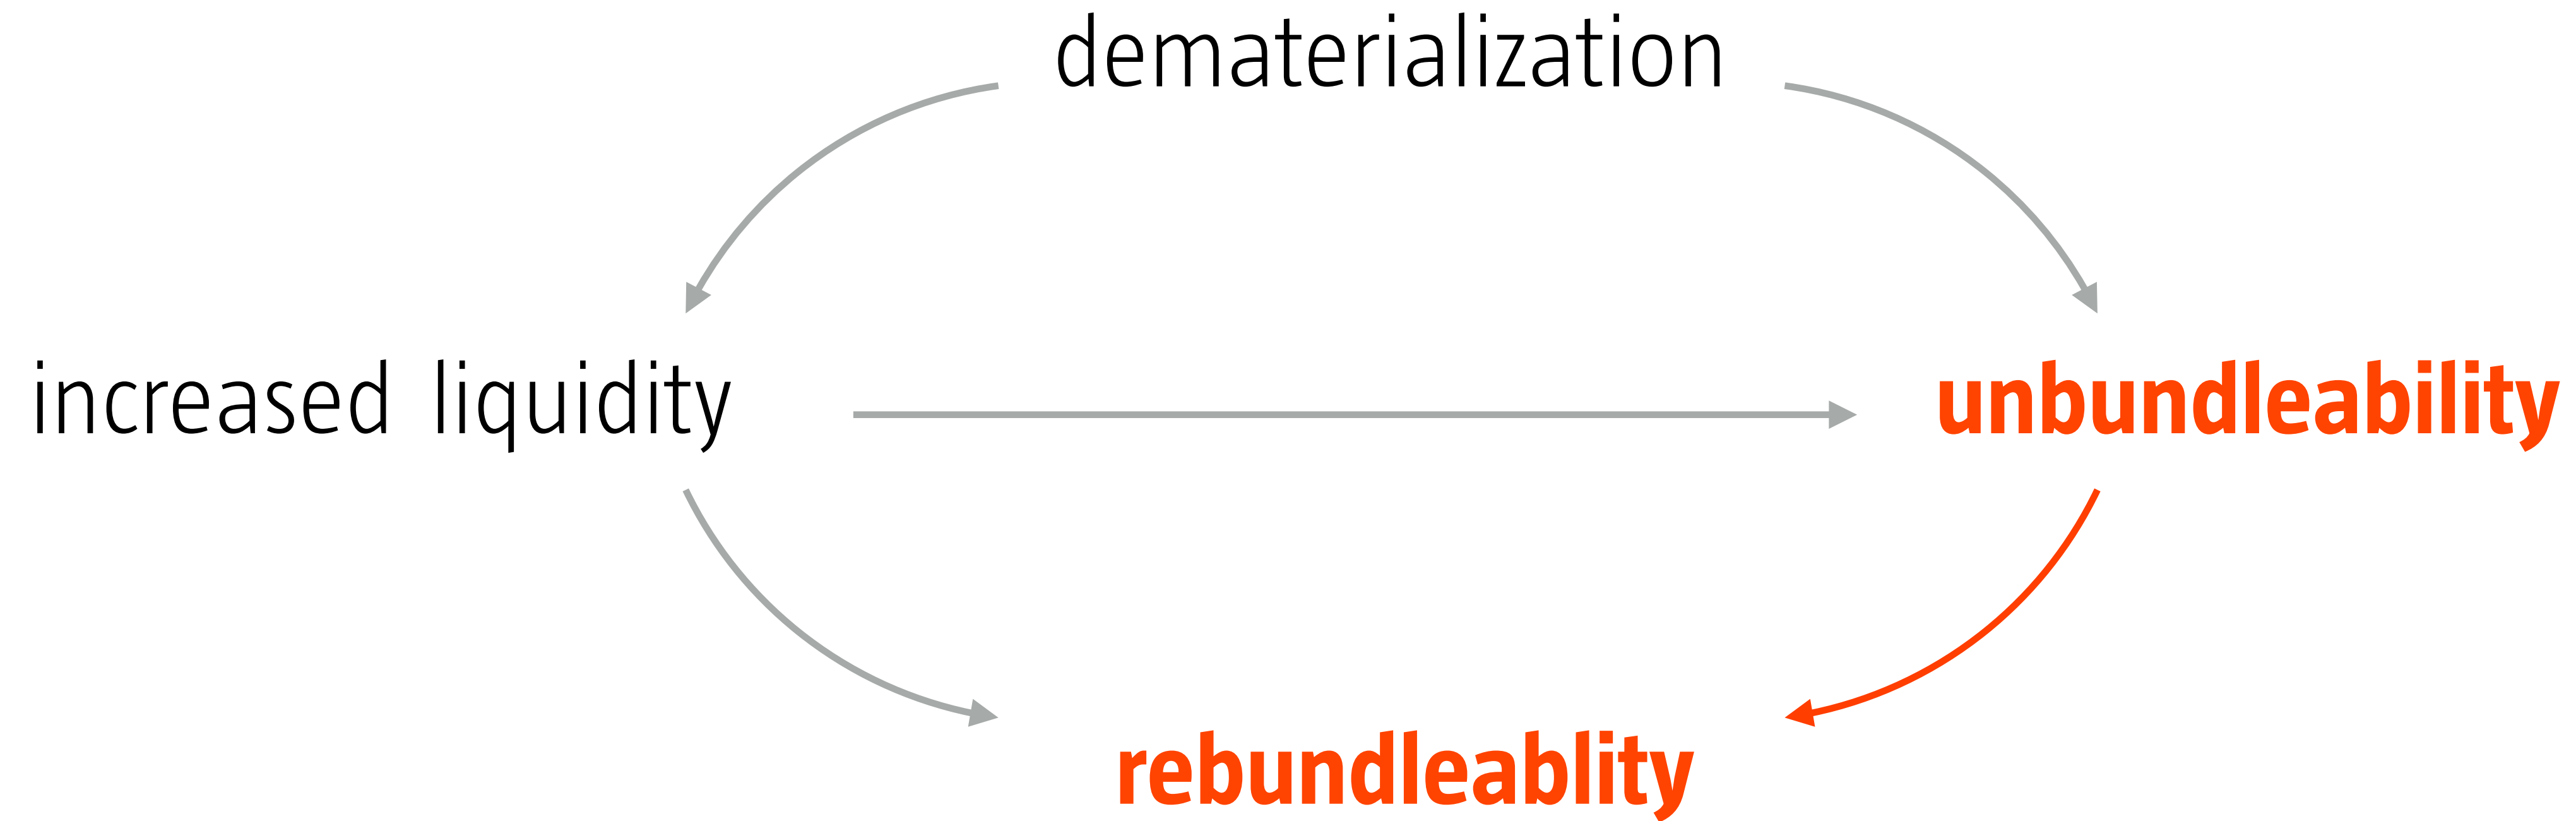 dematerialization
increased liquidity
unbundleability
rebundleablity